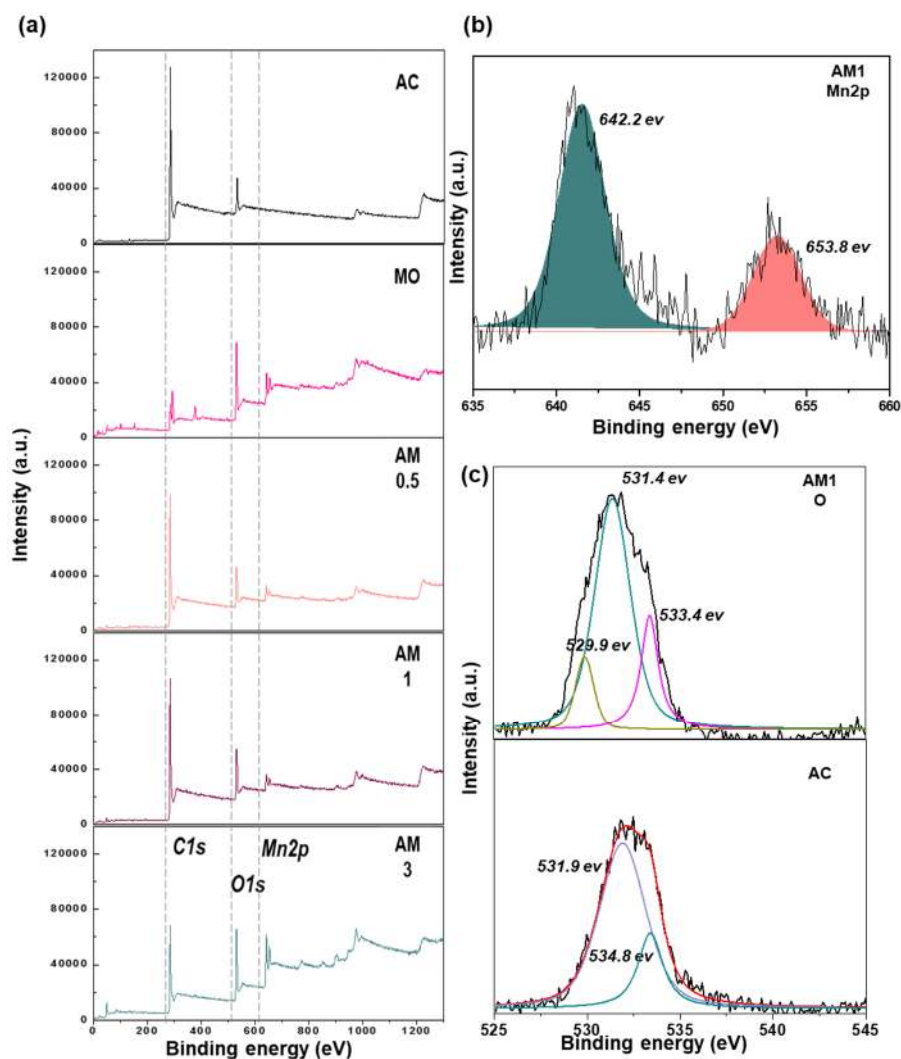 (a)
AC
120000
80000
40000
0
MO
120000
80000
40000
0
AM
0.5
120000
80000
40000
0
AM
1
120000
80000
40000
0
AM
3
C1s
O1s
Mn2p
120000
80000
40000
0
0 200 400 600 800 1000 1200
Intensity (a.u.)
Binding energy (eV)
(b)
AM1
Mn2p
642.2 ev
653.8 ev
Intensity (a.u.)
635 640 645 650 655 660
Binding energy (eV)
(c)
AM1
O
531.4 ev
533.4 ev
529.9 ev
AC
531.9 ev
534.8 ev
Intensity (a.u.)
525 530 535 540 545
Binding energy (eV)